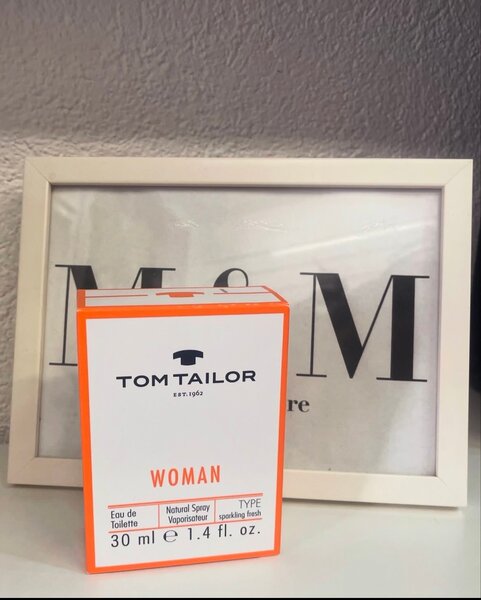 M & M
re
TOM TAILOR
EST. 1962
WOMAN
Eau de Toilette
Natural Spray Vaporisateur
TYPE sparkling fresh
30 ml e 1.4 fl. oz.